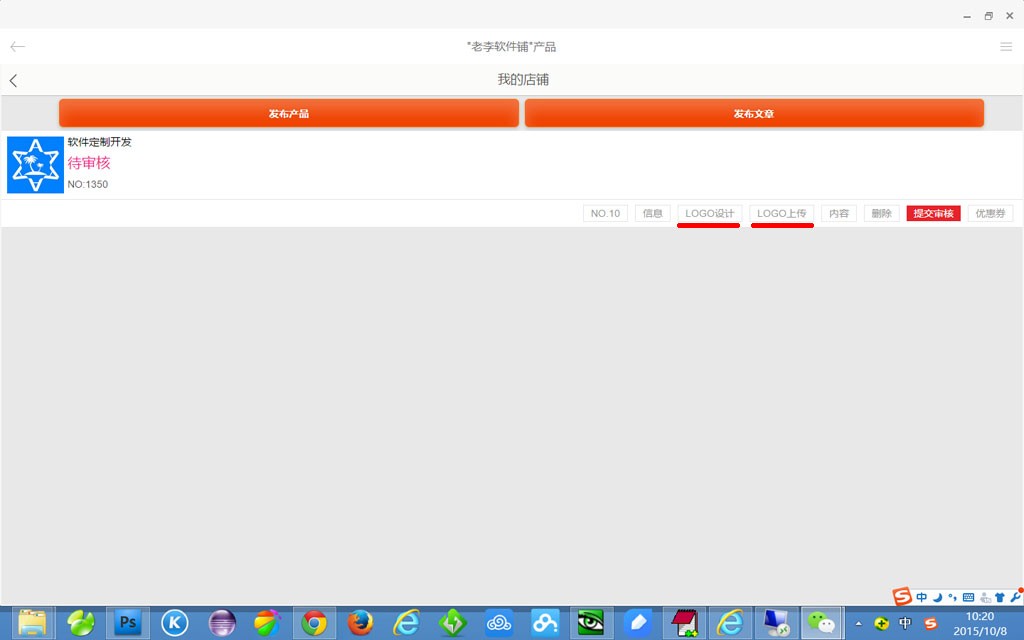 "老李软件铺"产品
我的店铺
发布产品 发布文章
软件定制开发
待审核
NO:1350
NO.10 信息 LOGO设计 LOGO上传 内容 删除 提交审核 优惠券
S 中
Ps K 中 S
10:20
2015/10/8